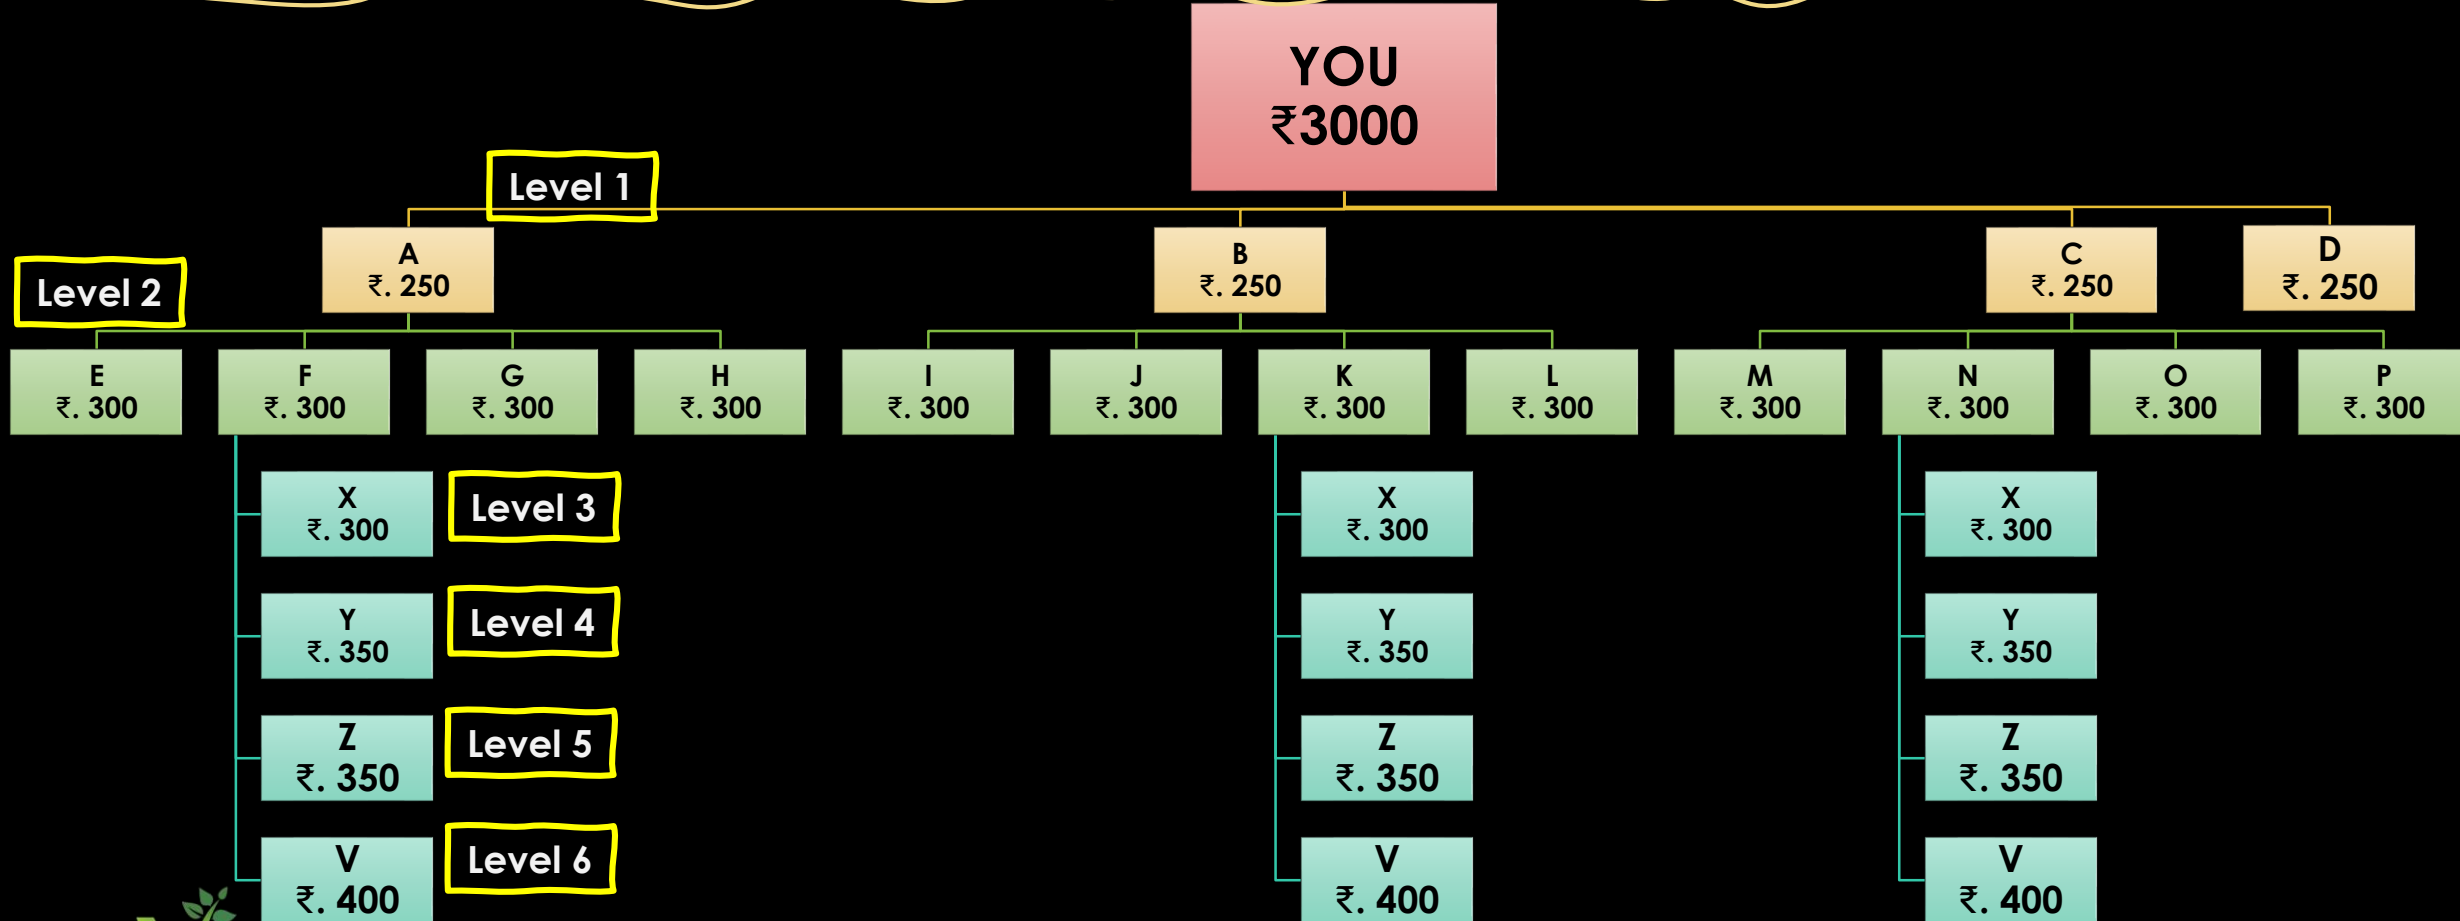 YOU
₹3000
Level 1
A
₹. 250
B
₹. 250
C
₹. 250
D
₹. 250
Level 2
E
₹. 300
F
₹. 300
G
₹. 300
H
₹. 300
I
₹. 300
J
₹. 300
K
₹. 300
L
₹. 300
M
₹. 300
N
₹. 300
O
₹. 300
P
₹. 300
X
₹. 300
Level 3
X
₹. 300
X
₹. 300
Y
₹. 350
Level 4
Y
₹. 350
Y
₹. 350
Z
₹. 350
Level 5
Z
₹. 350
Z
₹. 350
V
₹. 400
Level 6
V
₹. 400
V
₹. 400